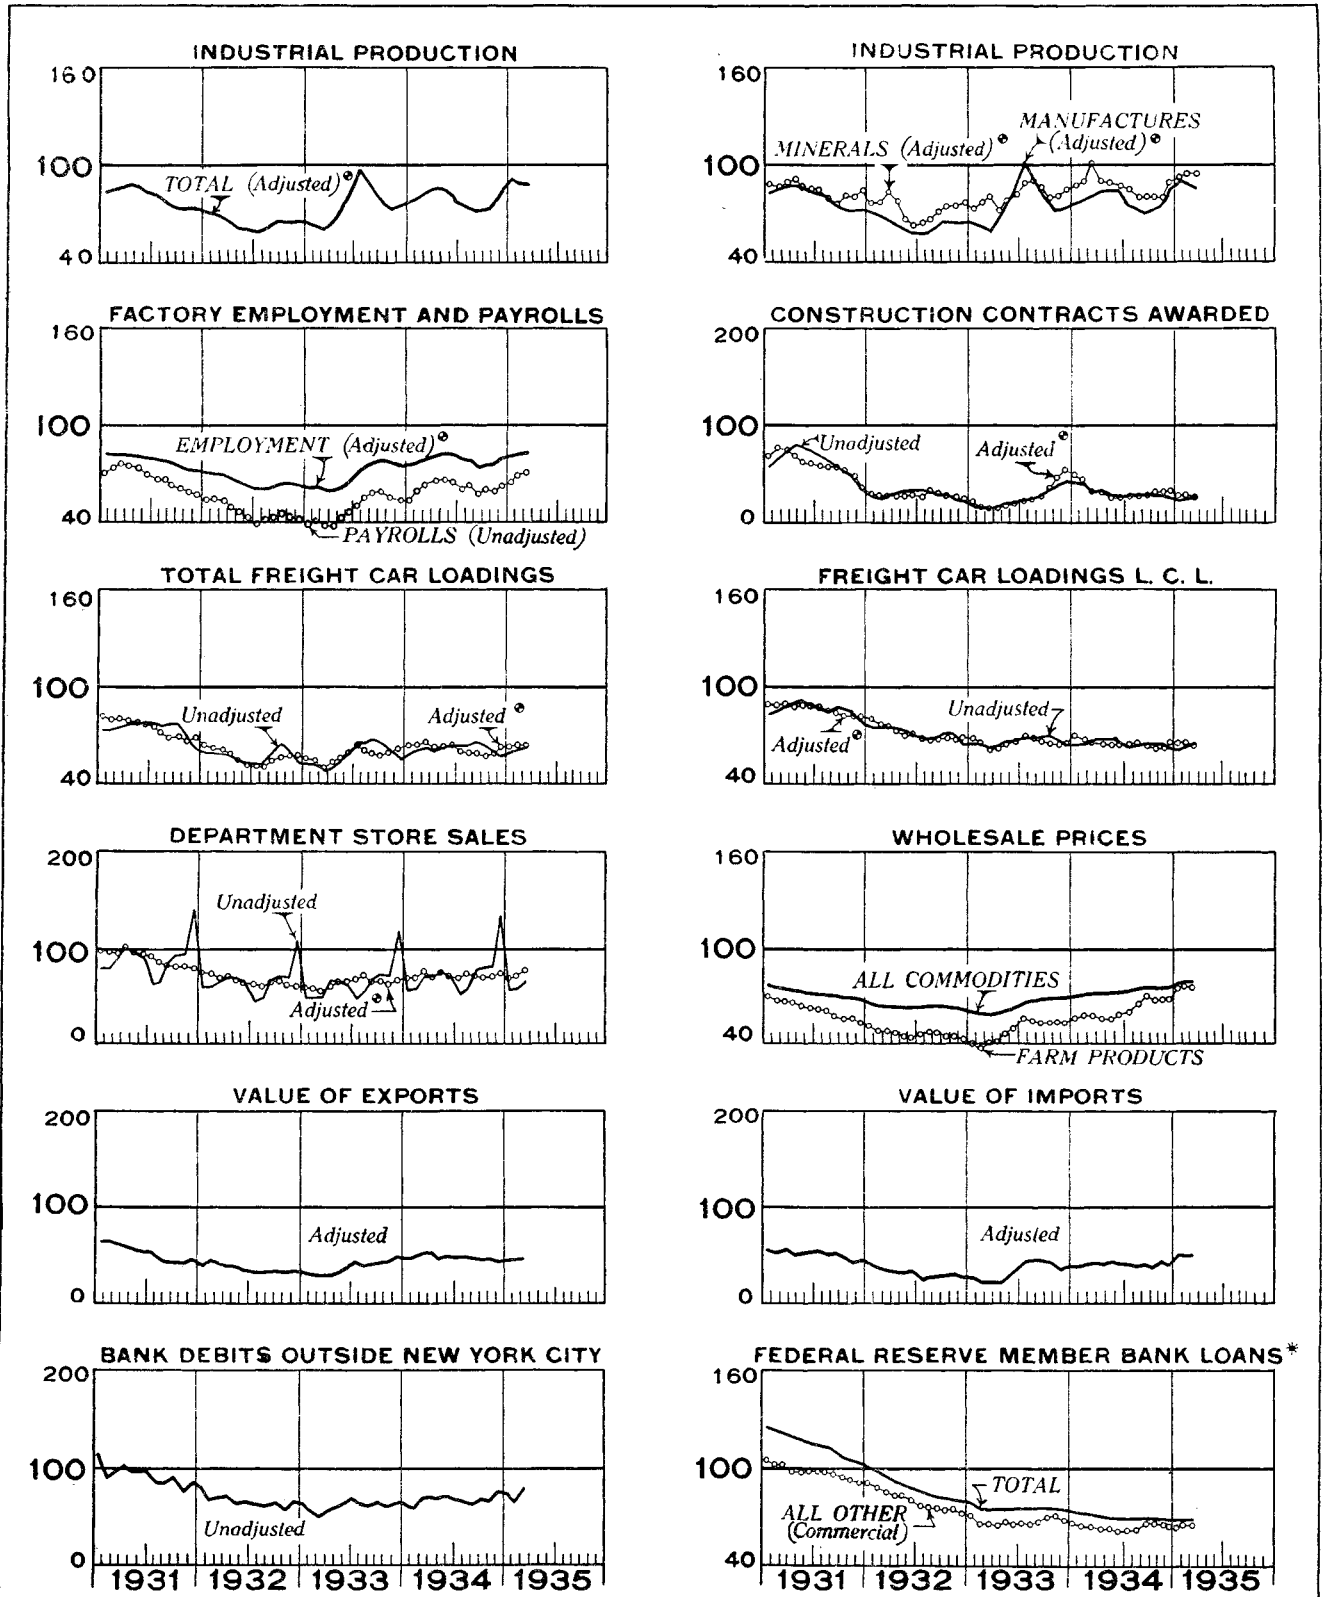 INDUSTRIAL PRODUCTION
160
100
40
TOTAL (Adjusted)
INDUSTRIAL PRODUCTION
160
100
40
MINERALS (Adjusted)
MANUFACTURES
(Adjusted)
FACTORY EMPLOYMENT AND PAYROLLS
160
100
40
EMPLOYMENT (Adjusted)
PAYROLLS (Unadjusted)
CONSTRUCTION CONTRACTS AWARDED
200
100
0
Unadjusted
Adjusted
TOTAL FREIGHT CAR LOADINGS
160
100
40
Unadjusted
Adjusted
FREIGHT CAR LOADINGS L. C. L.
160
100
40
Unadjusted
Adjusted
DEPARTMENT STORE SALES
200
100
0
Unadjusted
Adjusted
WHOLESALE PRICES
160
100
40
ALL COMMODITIES
FARM PRODUCTS
VALUE OF EXPORTS
200
100
0
Adjusted
VALUE OF IMPORTS
200
100
0
Adjusted
BANK DEBITS OUTSIDE NEW YORK CITY
200
100
0
Unadjusted
1931 1932 1933 1934 1935
FEDERAL RESERVE MEMBER BANK LOANS*
160
100
40
TOTAL
ALL OTHER
(Commercial)
1931 1932 1933 1934 1935